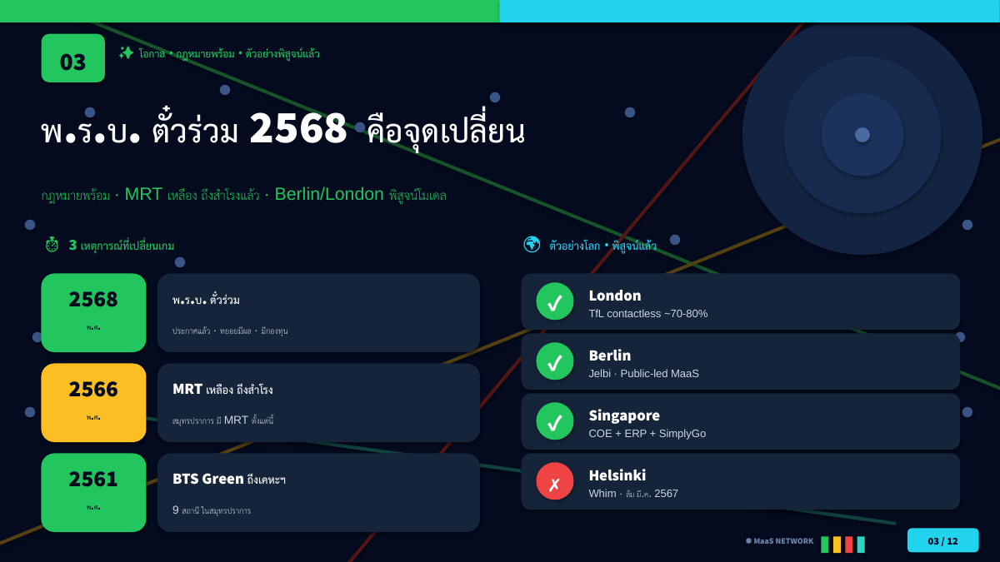 03
โอกาส • กฎหมายพร้อม • ตัวอย่างพิสูจน์แล้ว
พ.ร.บ. ตั๋วร่วม 2568 คือจุดเปลี่ยน
กฎหมายพร้อม · MRT เหลือง ถึงสำโรงแล้ว · Berlin/London พิสูจน์โมเดล
3 เหตุการณ์ที่เปลี่ยนเกม
2568
พ.ศ.
พ.ร.บ. ตั๋วร่วม
ประกาศแล้ว · ทยอยมีผล · มีกองทุน
2566
พ.ศ.
MRT เหลือง ถึงสำโรง
สมุทรปราการ มี MRT ตั้งแต่นี้
2561
พ.ศ.
BTS Green ถึงเคหะฯ
9 สถานี ในสมุทรปราการ
ตัวอย่างโลก • พิสูจน์แล้ว
✓
London
TfL contactless ~70-80%
✓
Berlin
Jelbi · Public-led MaaS
✓
Singapore
COE + ERP + SimplyGo
✗
Helsinki
Whim · ล้ม มี.ค. 2567
MaaS NETWORK
03 / 12